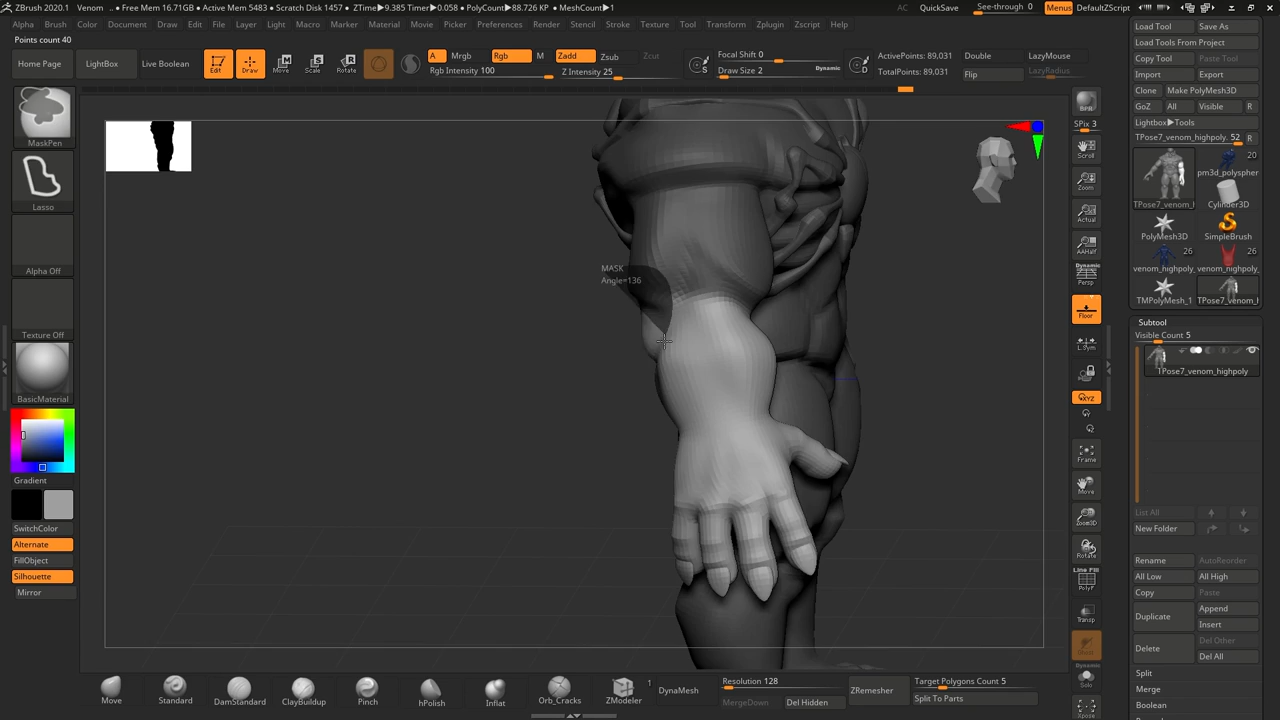 ZBrush 2020.1 Venom .. ● Free Mem 16.71GB ● Active Mem 5483 ● Scratch Disk 1457 ● ZTime▶9.385 Timer▶0.058 ● PolyCount▶88.726 KP ● MeshCount▶1 AC QuickSave See-through 0 Menus DefaultZScript
Alpha Brush Color Document Draw Edit File Layer Light Macro Marker Material Movie Picker Preferences Render Stencil Stroke Texture Tool Transform Zplugin Zscript Help
Points count 40
Home Page LightBox Live Boolean Edit Draw Move Scale Rotate
A Mrgb Rgb M Zadd Zsub Zcut
Rgb Intensity 100 Z Intensity 25
Focal Shift 0
Draw Size 2 Dynamic
S D
ActivePoints: 89,031
TotalPoints: 89,031
Double LazyMouse
Flip LazyRadius
MaskPen
Lasso
Alpha Off
Texture Off
BasicMaterial
Gradient
SwitchColor
Alternate
FillObject
Silhouette
Mirror
MASK
Angle=136
BPR
SPix 3
Scroll
Zoom
Actual
AAHalf
Dynamic
Persp
Floor
L.Sym
XYZ
Frame
Move
Zoom3D
Rotate
Line Fill
PolyF
Transp
Dynamic
Solo
Xpose
Load Tool Save As
Load Tools From Project
Copy Tool Paste Tool
Import Export
Clone Make PolyMesh3D
GoZ All Visible R
Lightbox▶Tools
TPose7_venom_highpoly. 52 R
20
TPose7_venom_h pm3d_polyspher
Cylinder3D
PolyMesh3D SimpleBrush
26 26
venom_highpoly_ venom_highpoly_
TMPolyMesh_1 TPose7_venom_h
Subtool
Visible Count 5
TPose7_venom_highpoly
List All
New Folder
Rename AutoReorder
All Low All High
Copy Paste
Duplicate Append
Insert
Delete Del Other
Del All
Split
Merge
Boolean
Move Standard DamStandard ClayBuildup Pinch hPolish Inflat Orb_Cracks ZModeler
1
DynaMesh
Resolution 128
MergeDown Del Hidden
ZRemesher
Target Polygons Count 5
Split To Parts